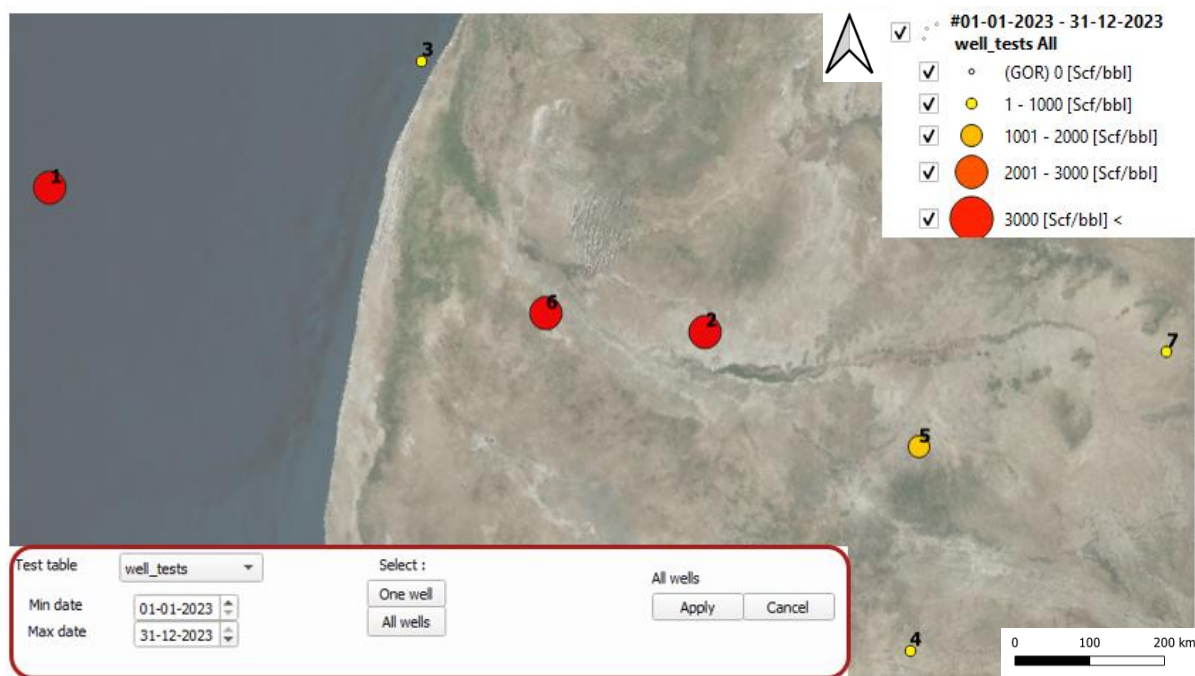 #01-01-2023 - 31-12-2023
well_tests All
(GOR) 0 [Scf/bbl]
1 - 1000 [Scf/bbl]
1001 - 2000 [Scf/bbl]
2001 - 3000 [Scf/bbl]
3000 [Scf/bbl] <
3
1
6
2
7
5
4
Test table
well_tests
Min date
01-01-2023
Max date
31-12-2023
Select :
One well
All wells
All wells
Apply
Cancel
0 100 200 km